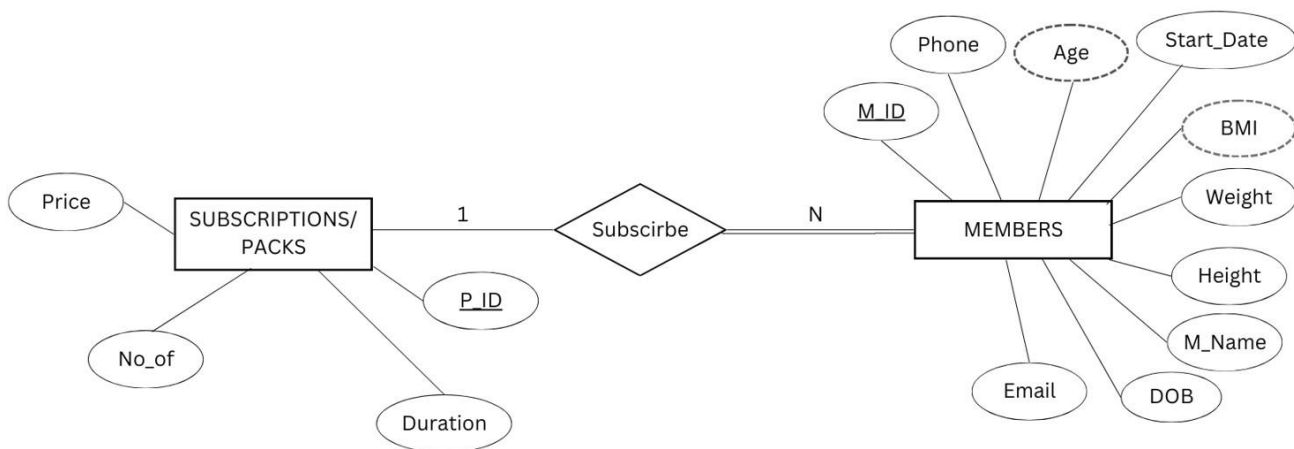 Phone
Age
Start_Date
M_ID
BMI
Price
SUBSCRIPTIONS/
PACKS
1
Subscirbe
N
MEMBERS
Weight
P_ID
Height
No_of
M_Name
Duration
Email
DOB